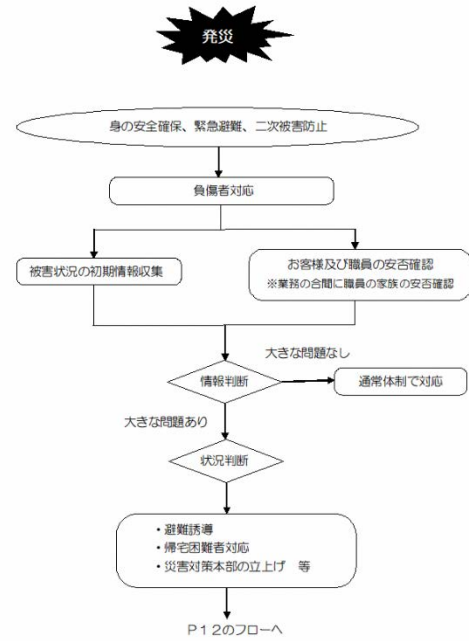 発災
身の安全確保、緊急避難、二次被害防止
負傷者対応
被害状況の初期情報収集
お客様及び職員の安否確認
※業務の合間に職員の家族の安否確認
大きな問題なし
情報判断
通常体制で対応
大きな問題あり
状況判断
・避難誘導
・帰宅困難者対応
・災害対策本部の立上げ 等
P12のフローへ